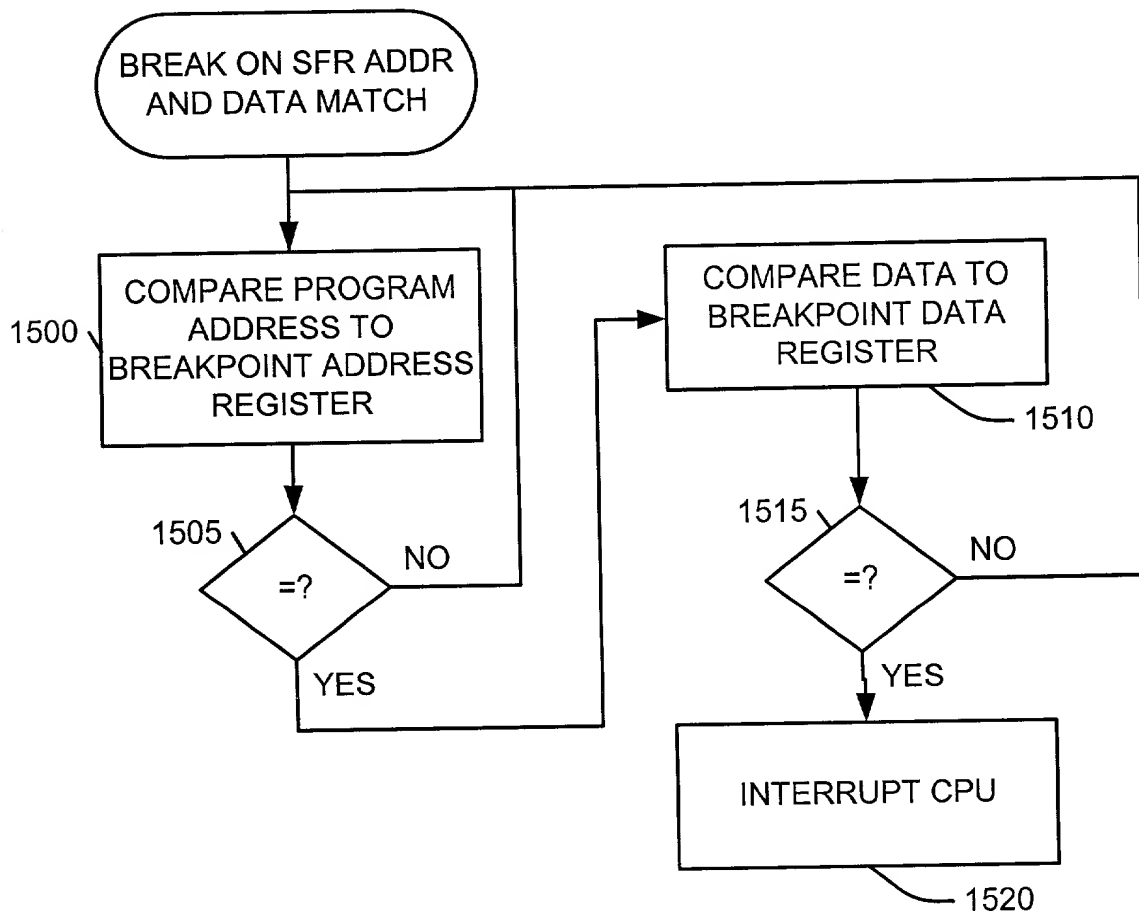 BREAK ON SFR ADDR
AND DATA MATCH
COMPARE PROGRAM
ADDRESS TO
BREAKPOINT ADDRESS
REGISTER
1500
1505
=?
NO
YES
COMPARE DATA TO
BREAKPOINT DATA
REGISTER
1510
1515
=?
NO
YES
INTERRUPT CPU
1520